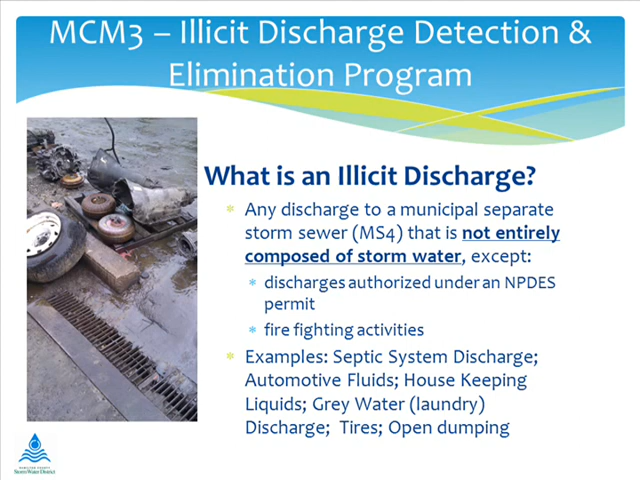 MCM3 – Illicit Discharge Detection &
Elimination Program
What is an Illicit Discharge?
Any discharge to a municipal separate
storm sewer (MS4) that is not entirely
composed of storm water, except:
discharges authorized under an NPDES
permit
fire fighting activities
Examples: Septic System Discharge;
Automotive Fluids; House Keeping
Liquids; Grey Water (laundry)
Discharge; Tires; Open dumping
HAMILTON COUNTY
Storm Water District